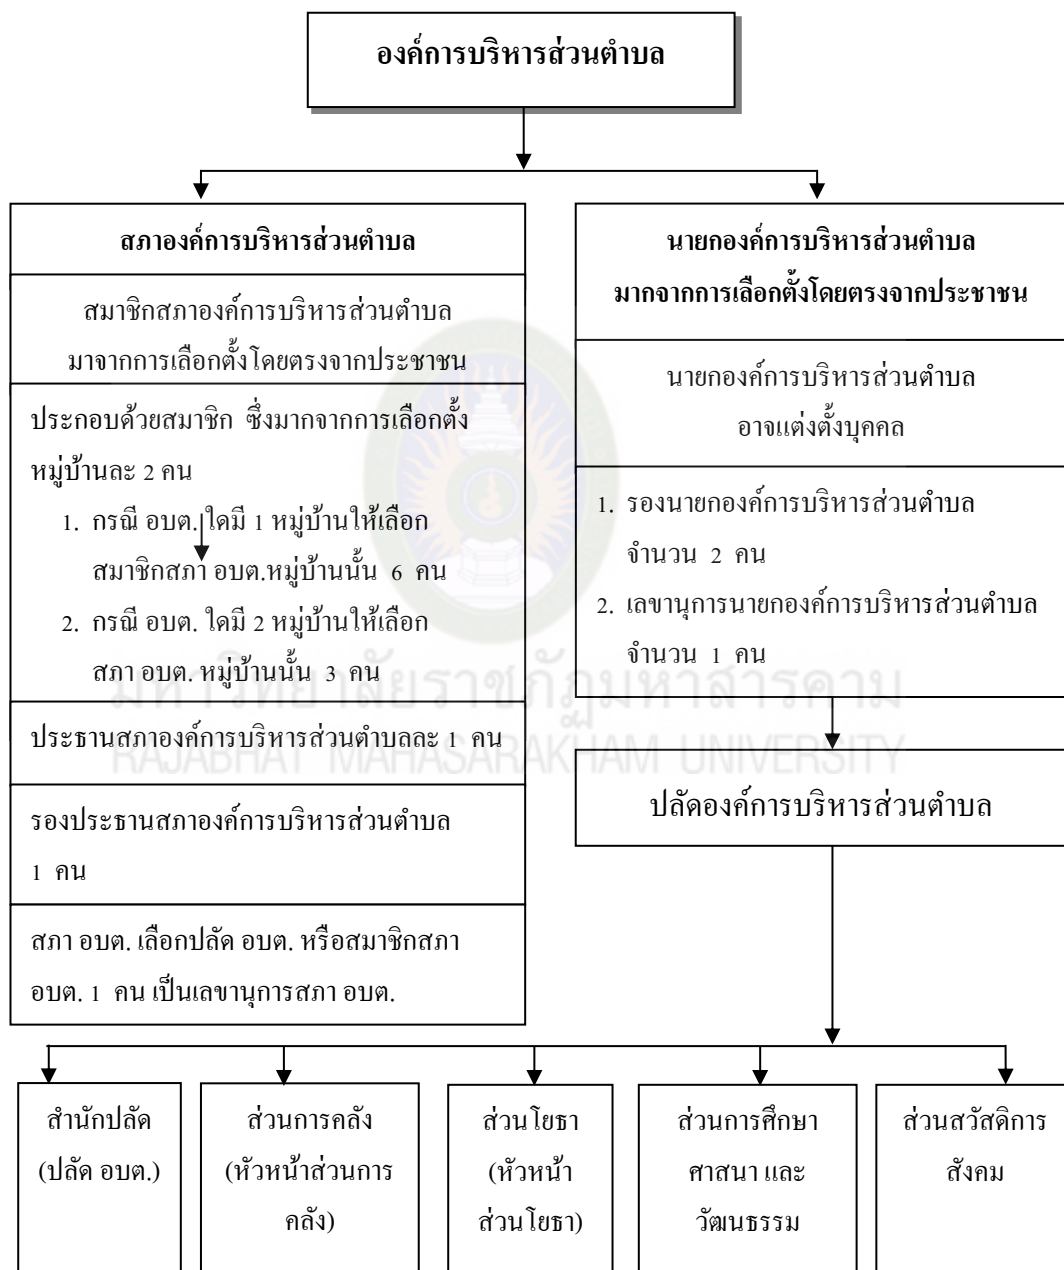 องค์การบริหารส่วนตำบล
สภาองค์การบริหารส่วนตำบล
สมาชิกสภาองค์การบริหารส่วนตำบล
มาจากการเลือกตั้งโดยตรงจากประชาชน
ประกอบด้วยสมาชิก ซึ่งมากจากการเลือกตั้ง
หมู่บ้านละ 2 คน
1. กรณี อบต. ใดมี 1 หมู่บ้านให้เลือก
สมาชิกสภา อบต.หมู่บ้านนั้น 6 คน
2. กรณี อบต. ใดมี 2 หมู่บ้านให้เลือก
สภา อบต. หมู่บ้านนั้น 3 คน
ประธานสภาองค์การบริหารส่วนตำบลละ 1 คน
รองประธานสภาองค์การบริหารส่วนตำบล
1 คน
สภา อบต. เลือกปลัด อบต. หรือสมาชิกสภา
อบต. 1 คน เป็นเลขานุการสภา อบต.
นายกองค์การบริหารส่วนตำบล
มากจากการเลือกตั้งโดยตรงจากประชาชน
นายกองค์การบริหารส่วนตำบล
อาจแต่งตั้งบุคคล
1. รองนายกองค์การบริหารส่วนตำบล
จำนวน 2 คน
2. เลขานุการนายกองค์การบริหารส่วนตำบล
จำนวน 1 คน
มหาวิทยาลัยราชภัฏมหาสารคาม
RAJABHAT MAHASARAKHAM UNIVERSITY
ปลัดองค์การบริหารส่วนตำบล
สำนักปลัด
(ปลัด อบต.)
ส่วนการคลัง
(หัวหน้าส่วนการ
คลัง)
ส่วนโยธา
(หัวหน้า
ส่วนโยธา)
ส่วนการศึกษา
ศาสนา และ
วัฒนธรรม
ส่วนสวัสดิการ
สังคม